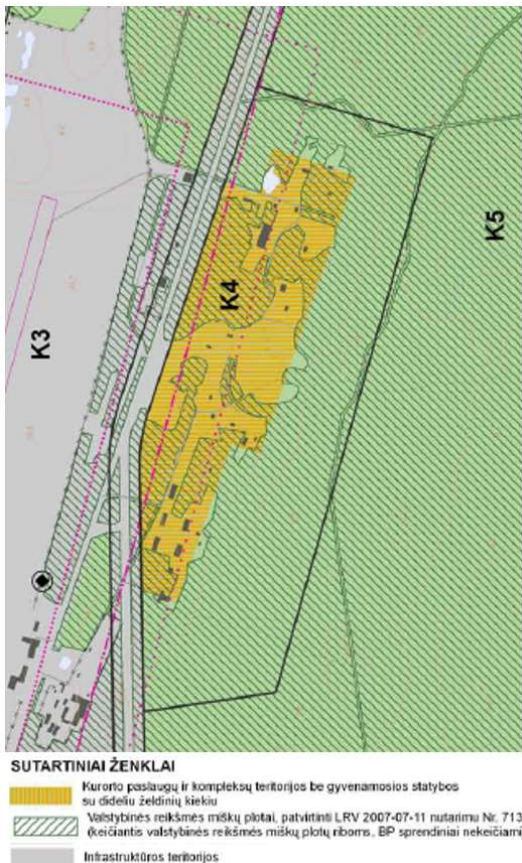 K3
K4
K5
SUTARTINIAI ŽENKLAI
Kurorto paslaugų ir kompleksų teritorijos be gyvenamosios statybos
su dideliu želdinių kiekiu
Valstybinės reikšmės miškų plotai, patvirtinti LRV 2007-07-11 nutarimu Nr. 713
(keičiantis valstybinės reikšmės miškų plotų riboms, BP sprendiniai nekeičiami
Infrastruktūros teritorijos